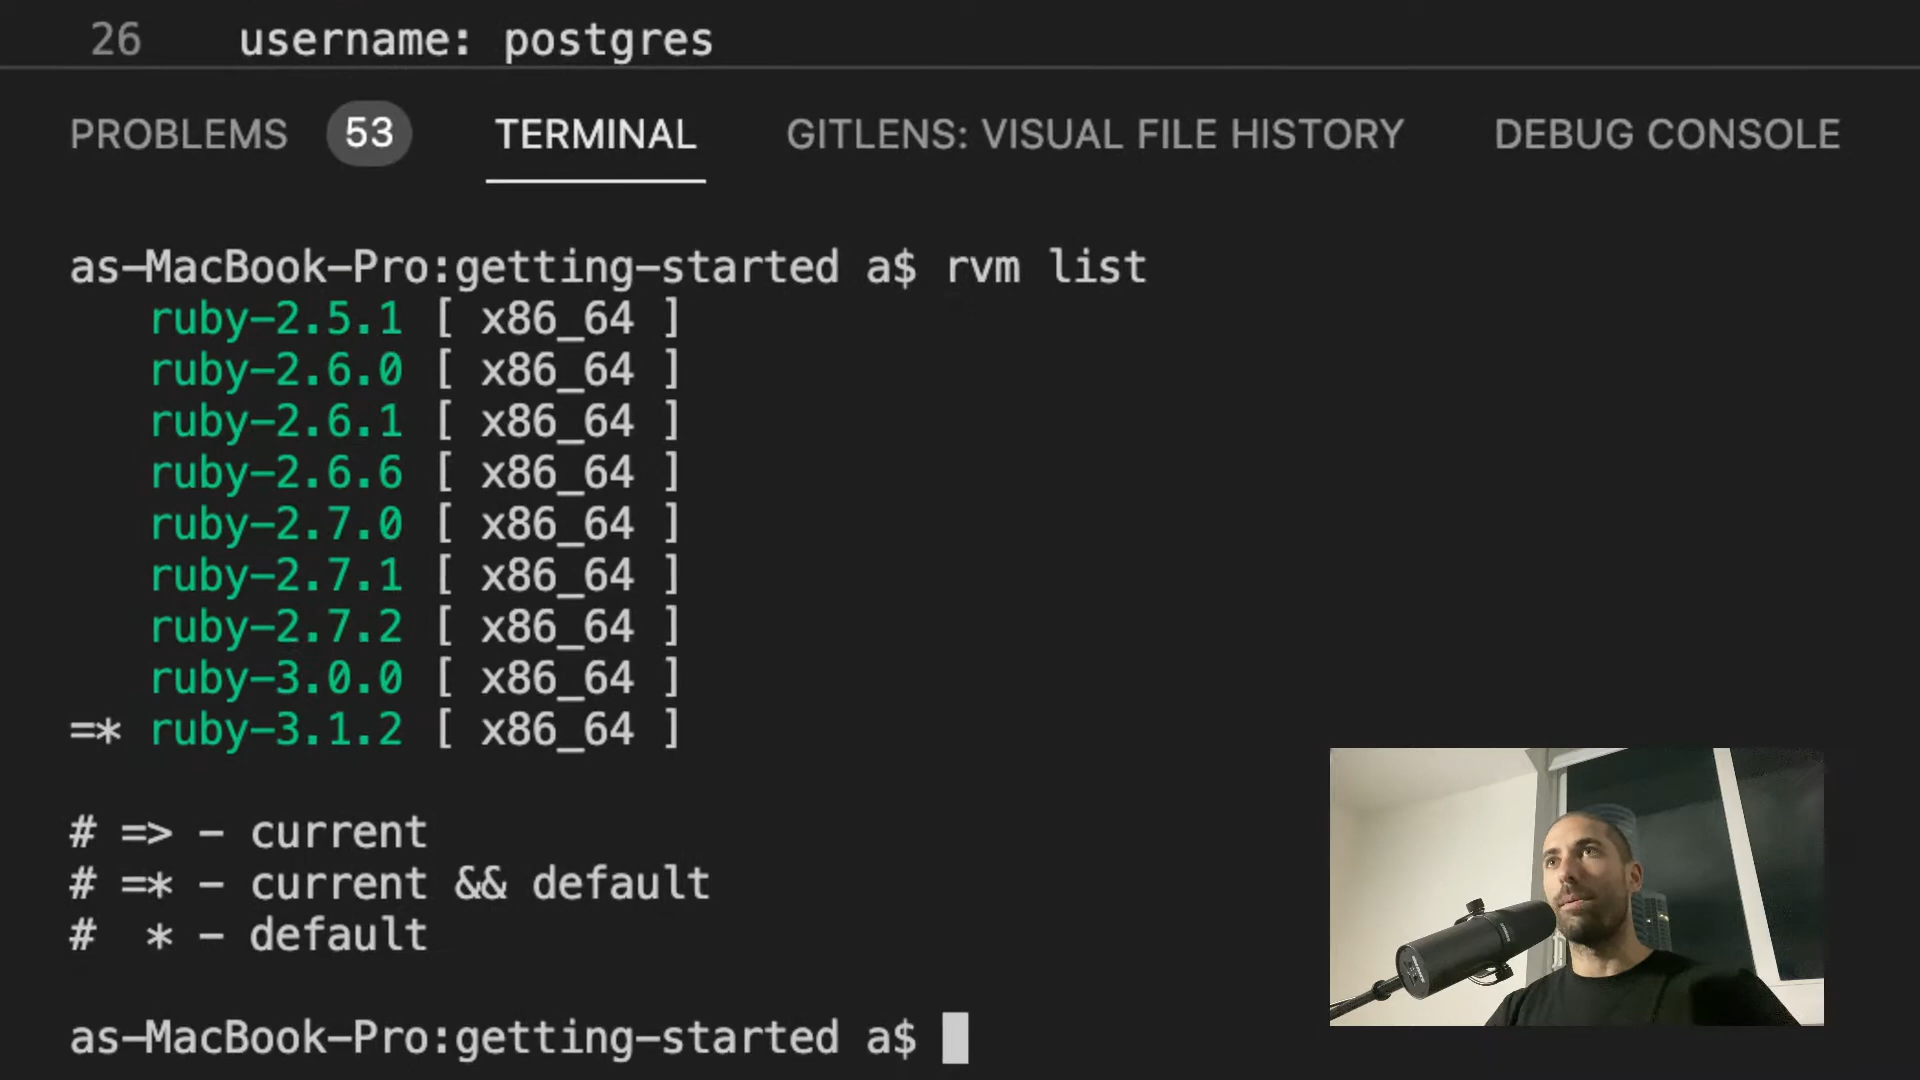 26 username: postgres
PROBLEMS 53 TERMINAL GITLENS: VISUAL FILE HISTORY DEBUG CONSOLE
as-MacBook-Pro:getting-started a$ rvm list
ruby-2.5.1 [ x86_64 ]
ruby-2.6.0 [ x86_64 ]
ruby-2.6.1 [ x86_64 ]
ruby-2.6.6 [ x86_64 ]
ruby-2.7.0 [ x86_64 ]
ruby-2.7.1 [ x86_64 ]
ruby-2.7.2 [ x86_64 ]
ruby-3.0.0 [ x86_64 ]
=* ruby-3.1.2 [ x86_64 ]
# => - current
# =* - current && default
#  * - default
as-MacBook-Pro:getting-started a$